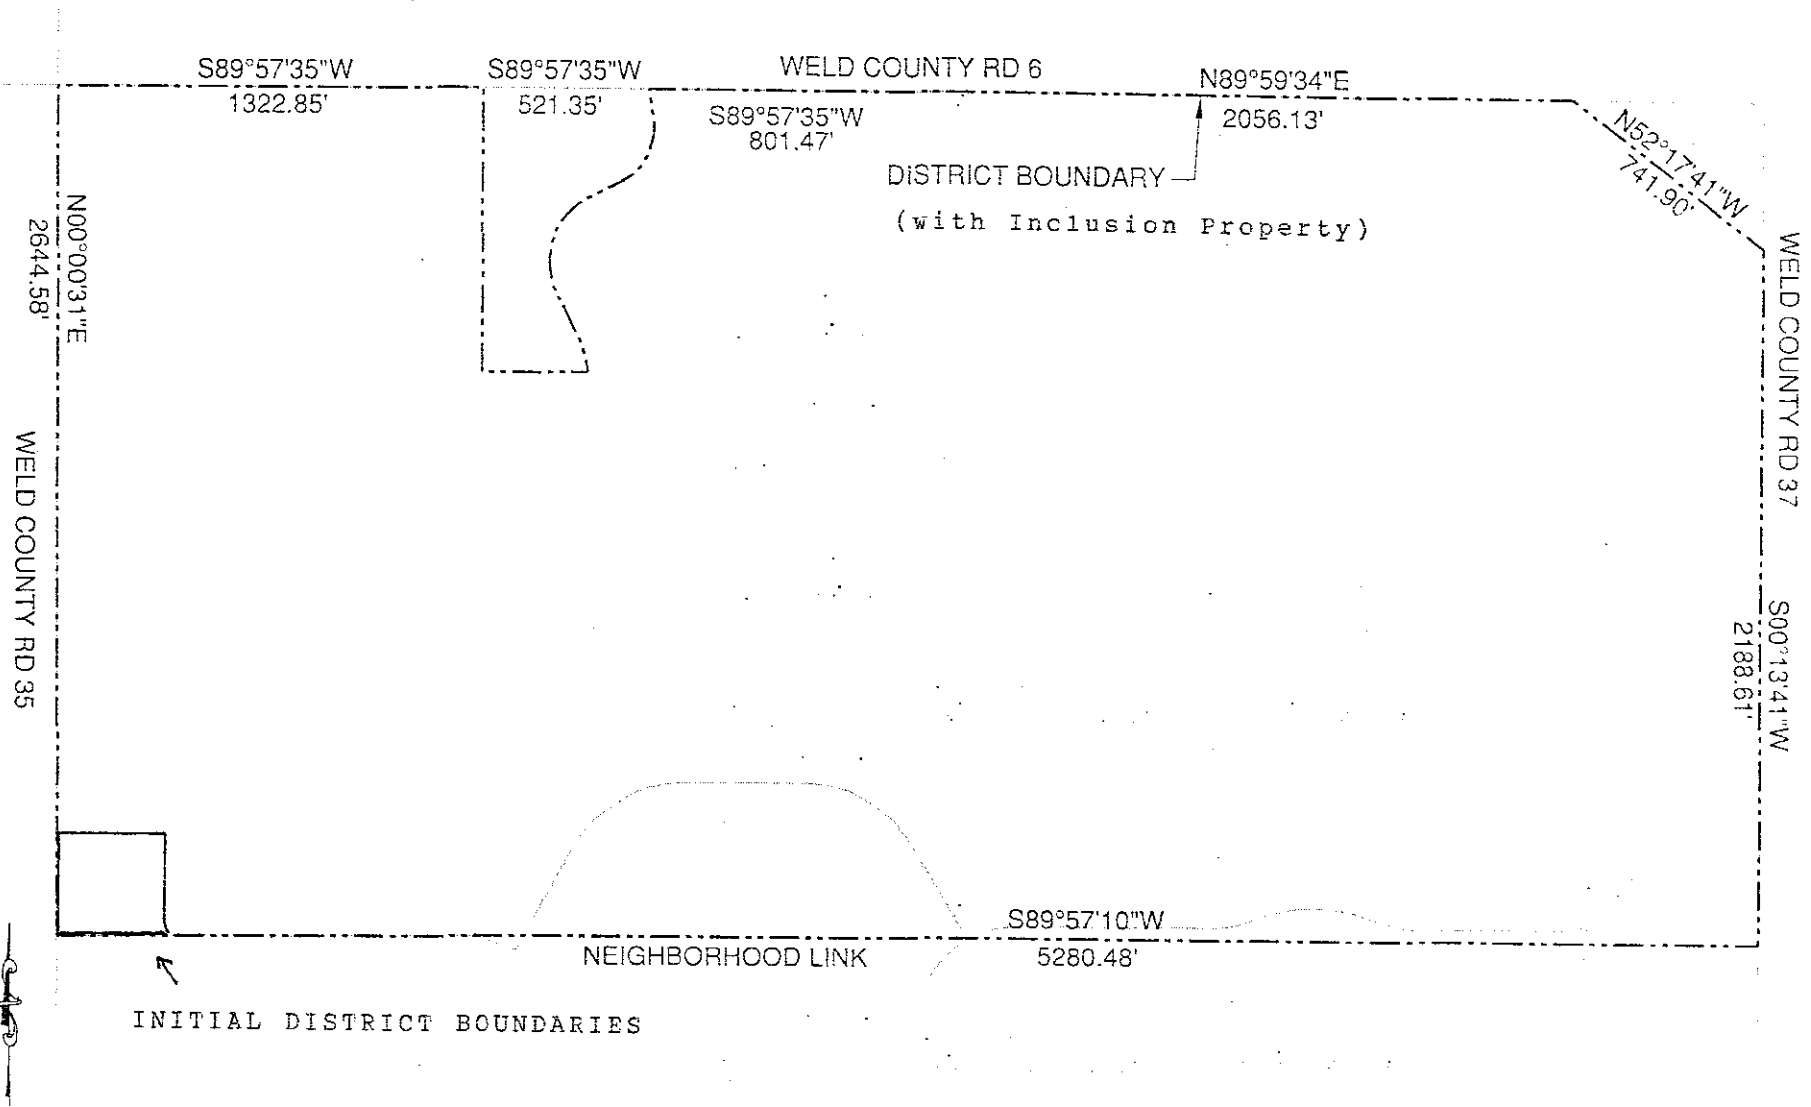 S89°57'35"W
1322.85'
S89°57'35"W
521.35'
WELD COUNTY RD 6
S89°57'35"W
801.47'
N89°59'34"E
2056.13'
DISTRICT BOUNDARY
(with Inclusion Property)
N52°17'41"W
741.90'
WELD COUNTY RD 37
N00°00'31"E
2644.58'
WELD COUNTY RD 35
S00°13'41"W
2188.61'
S89°57'10"W
5280.48'
NEIGHBORHOOD LINK
INITIAL DISTRICT BOUNDARIES